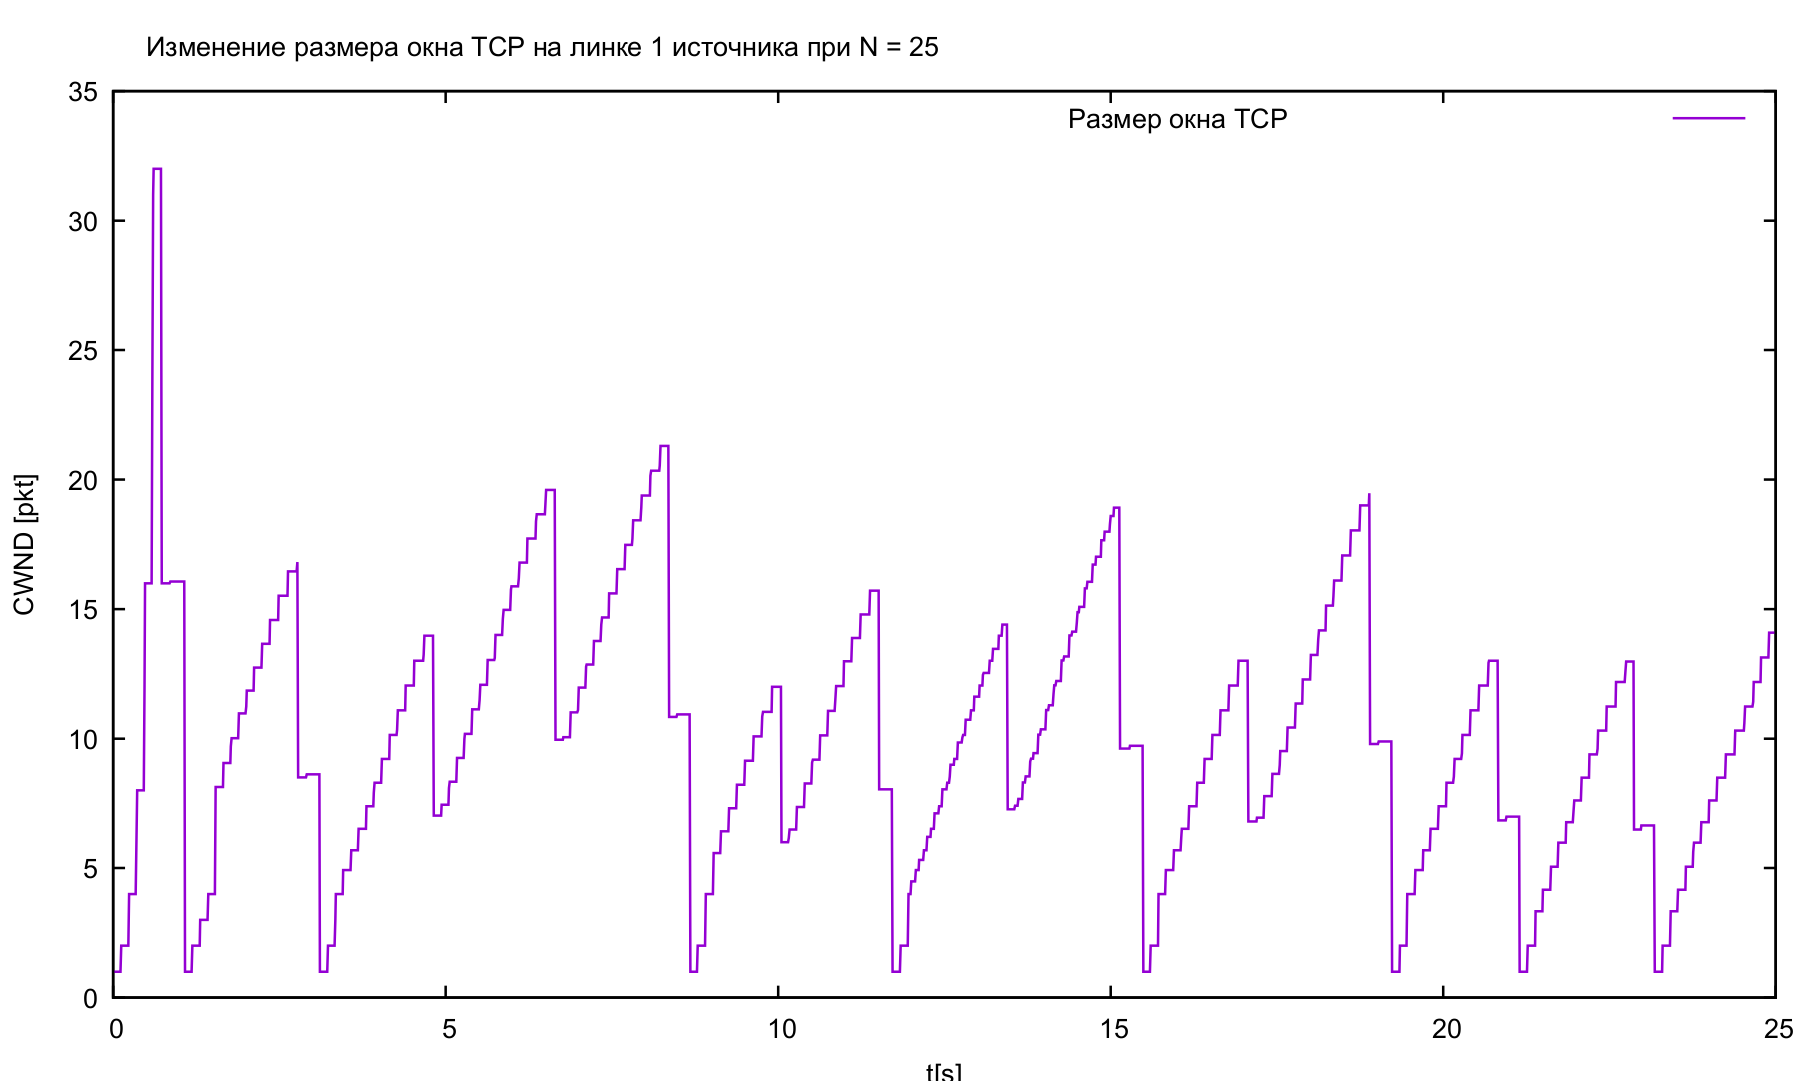 Изменение размера окна TCP на линке 1 источника при N = 25
Размер окна TCP
CWND [pkt]
35
30
25
20
15
10
5
0
0 5 10 15 20 25
t[s]